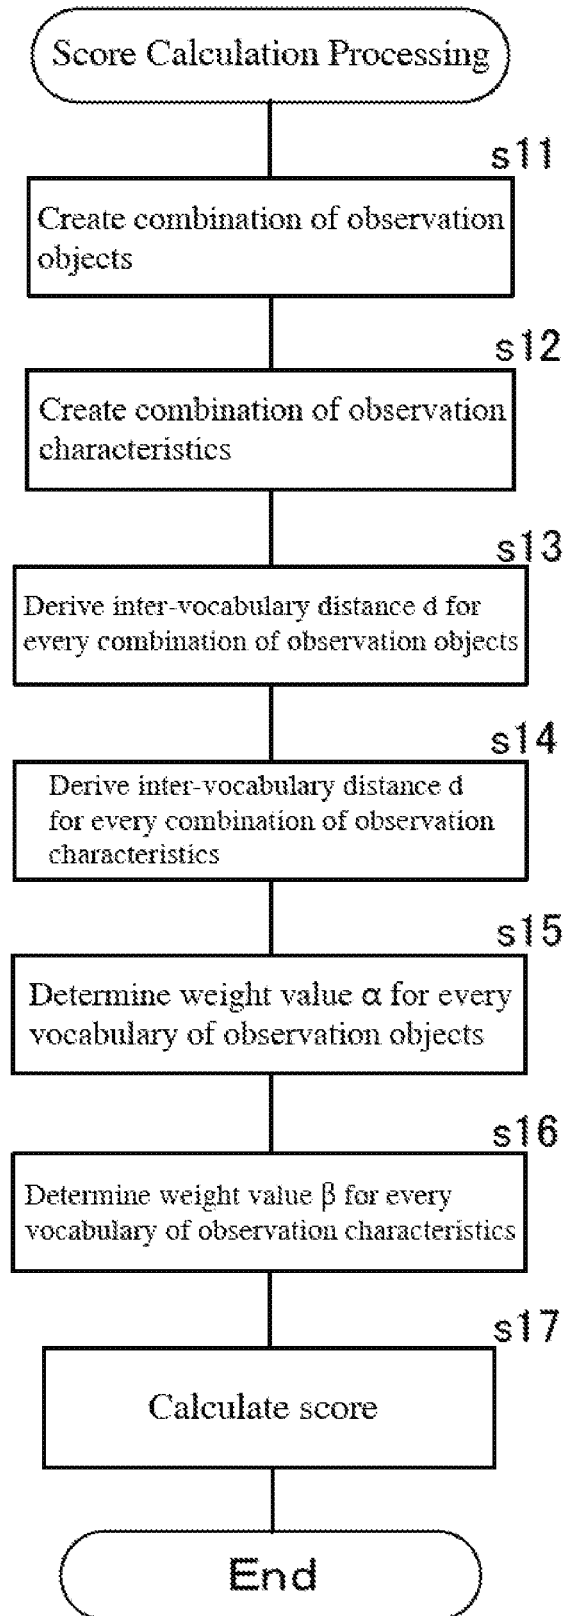 Score Calculation Processing
s11
Create combination of observation
objects
s12
Create combination of observation
characteristics
s13
Derive inter-vocabulary distance d for
every combination of observation objects
s14
Derive inter-vocabulary distance d
for every combination of observation
characteristics
s15
Determine weight value α for every
vocabulary of observation objects
s16
Determine weight value β for every
vocabulary of observation characteristics
s17
Calculate score
End